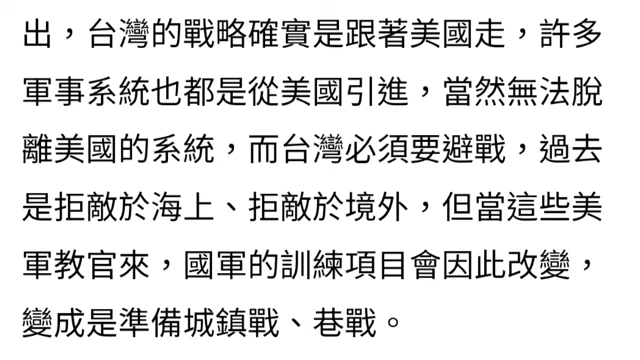 出，台灣的戰略確實是跟著美國走，許多
軍事系統也都是從美國引進，當然無法脫
離美國的系統，而台灣必須要避戰，過去
是拒敵於海上、拒敵於境外，但當這些美
軍教官來，國軍的訓練項目會因此改變，
變成是準備城鎮戰、巷戰。